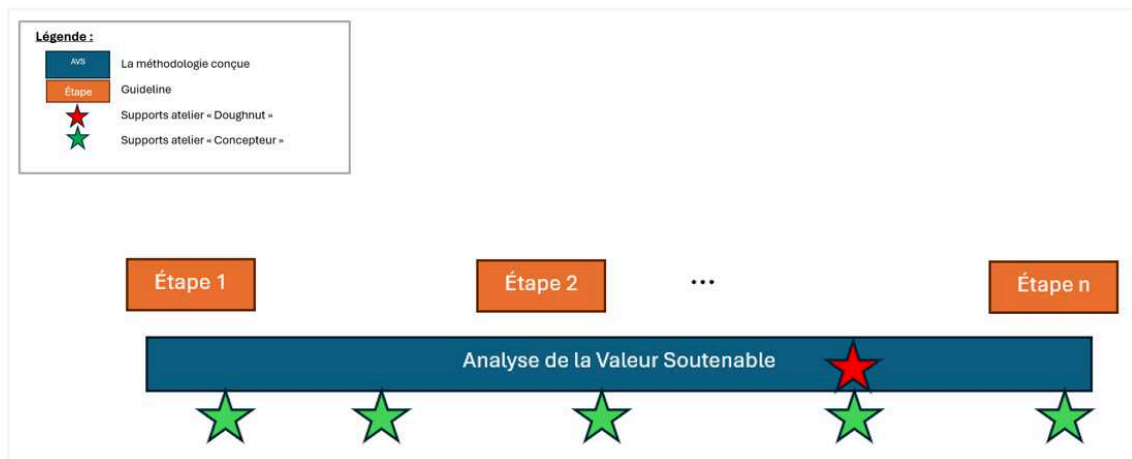 Légende :
AVS
La méthodologie conçue
Étape
Guideline
Supports atelier « Doughnut »
Supports atelier « Concepteur »
Étape 1
Étape 2
...
Étape n
Analyse de la Valeur Soutenable